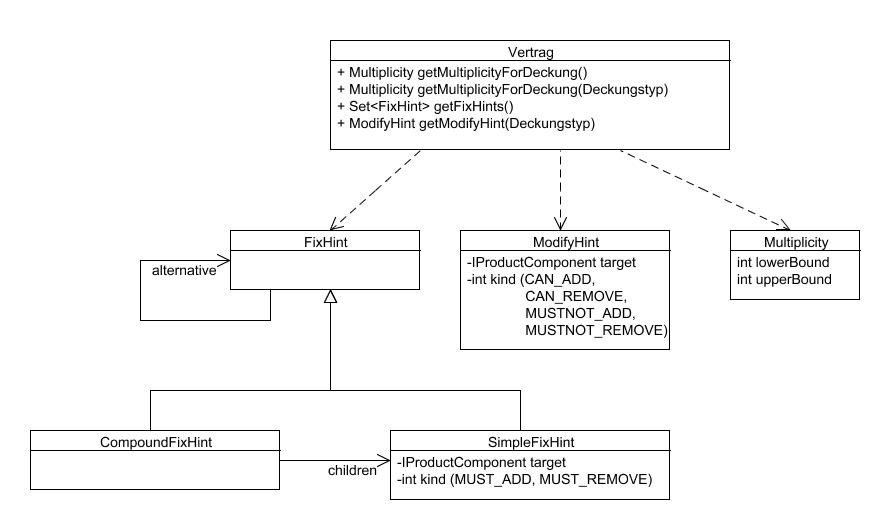 Vertrag
+ Multiplicity getMultiplicityForDeckung()
+ Multiplicity getMultiplicityForDeckung(Deckungstyp)
+ Set<FixHint> getFixHints()
+ ModifyHint getModifyHint(Deckungstyp)
FixHint
alternative
ModifyHint
-IProductComponent target
-int kind (CAN_ADD,
CAN_REMOVE,
MUSTNOT_ADD,
MUSTNOT_REMOVE)
Multiplicity
int lowerBound
int upperBound
CompoundFixHint
children
SimpleFixHint
-IProductComponent target
-int kind (MUST_ADD, MUST_REMOVE)